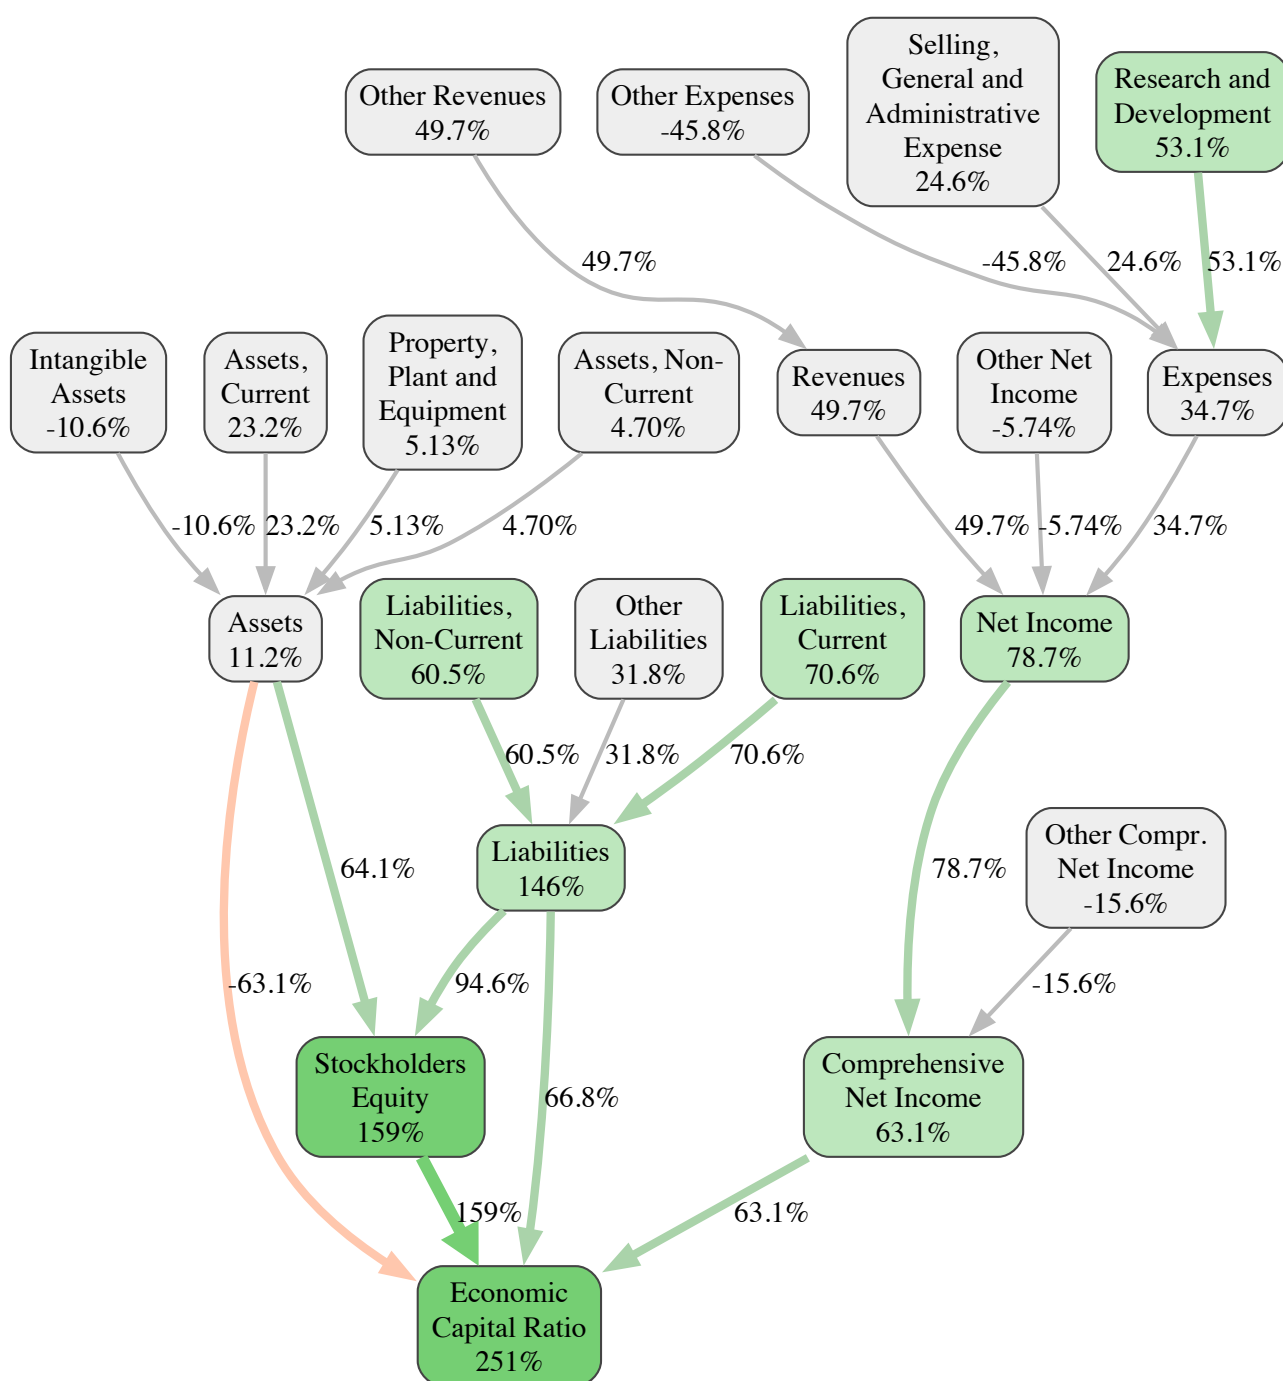 Other Revenues
49.7%
Other Expenses
-45.8%
Selling,
General and
Administrative
Expense
24.6%
Research and
Development
53.1%
49.7%
-45.8%
24.6%
53.1%
Intangible
Assets
-10.6%
Assets,
Current
23.2%
Property,
Plant and
Equipment
5.13%
Assets, Non-
Current
4.70%
Revenues
49.7%
Other Net
Income
-5.74%
Expenses
34.7%
-10.6%
23.2%
5.13%
4.70%
49.7%
-5.74%
34.7%
Assets
11.2%
Liabilities,
Non-Current
60.5%
Other
Liabilities
31.8%
Liabilities,
Current
70.6%
Net Income
78.7%
60.5%
31.8%
70.6%
64.1%
Liabilities
146%
78.7%
Other Compr.
Net Income
-15.6%
-63.1%
94.6%
-15.6%
Stockholders
Equity
159%
66.8%
Comprehensive
Net Income
63.1%
159%
63.1%
Economic
Capital Ratio
251%